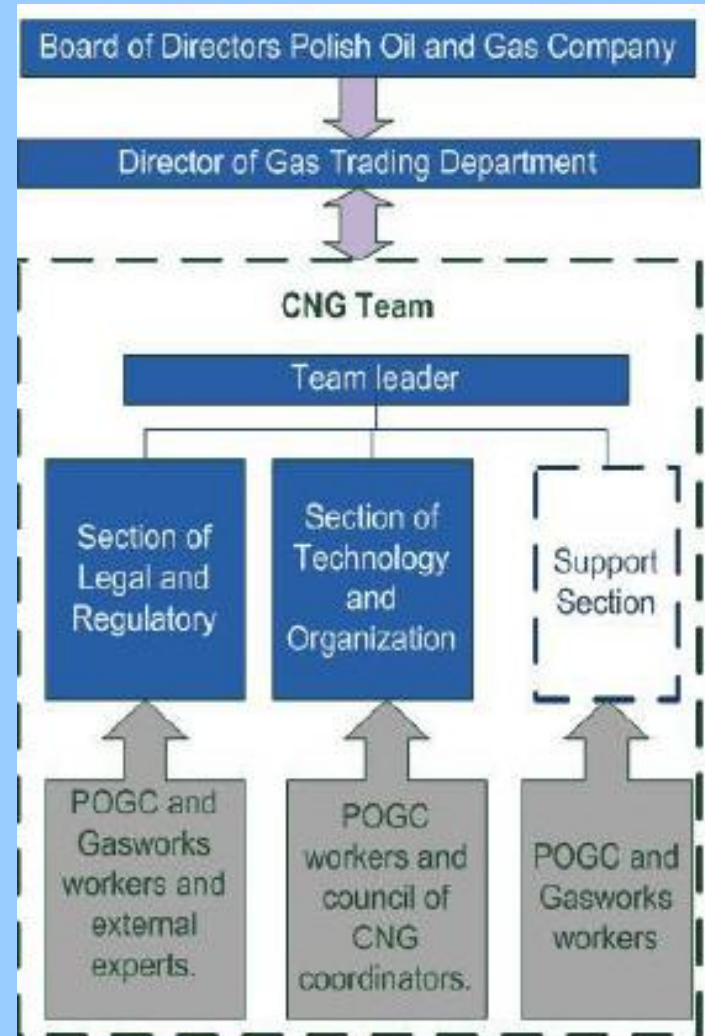 Board of Directors Polish Oil and Gas Company
Director of Gas Trading Department
CNG Team
Team leader
Section of
Legal and
Regulatory
Section of
Technology
and
Organization
Support
Section
POGC and
Gasworks
workers and
external
experts.
POGC
workers and
council of
CNG
coordinators.
POGC and
Gasworks
workers